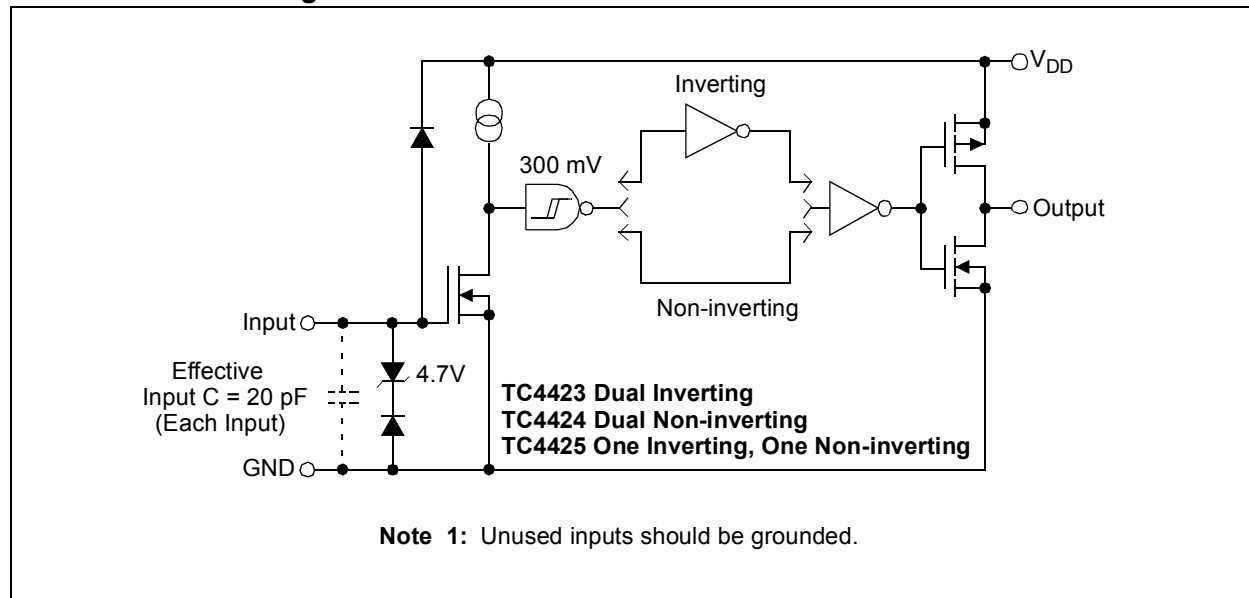 V_DD
Inverting
300 mV
Output
Non-inverting
Input
Effective
Input C = 20 pF
(Each Input)
4.7V
TC4423 Dual Inverting
TC4424 Dual Non-inverting
TC4425 One Inverting, One Non-inverting
GND
Note 1: Unused inputs should be grounded.